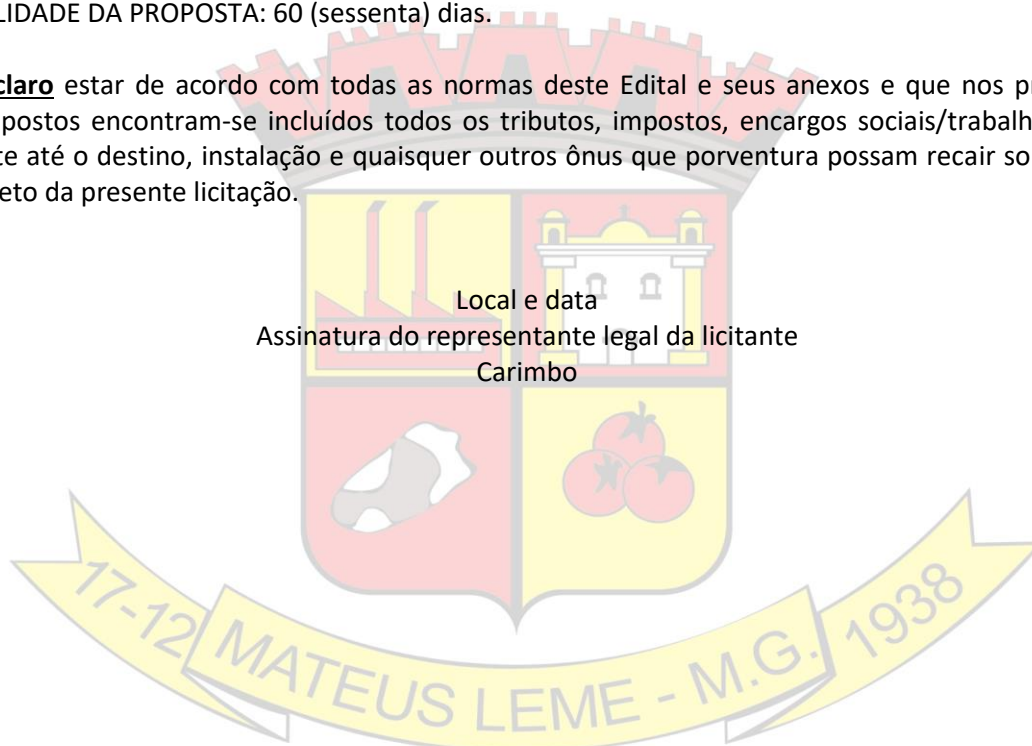 LIDADE DA PROPOSTA: 60 (sessenta) dias.
claro estar de acordo com todas as normas deste Edital e seus anexos e que nos pr
postos encontram-se incluídos todos os tributos, impostos, encargos sociais/trabalh
te até o destino, instalação e quaisquer outros ônus que porventura possam recair so
eto da presente licitação.
Local e data
Assinatura do representante legal da licitante
Carimbo
17-12 MATEUS LEME - M.G. 1938